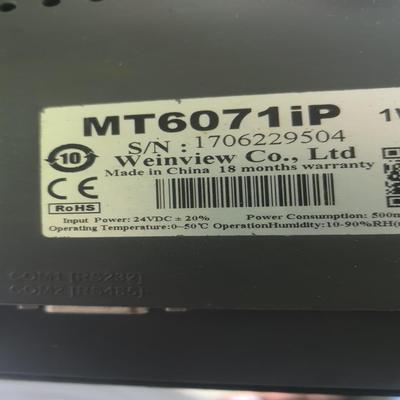 MT6071iP
S/N : 1706229504
Weinview Co., Ltd
Made in China 18 months warranty
10
CE
RoHS
Input Power: 24VDC ± 20% Power Consumption: 500m
Operating Temperature: 0~50℃ OperationHumidity: 10-90%RH(
COM1 [RS232]
COM2 [RS485]